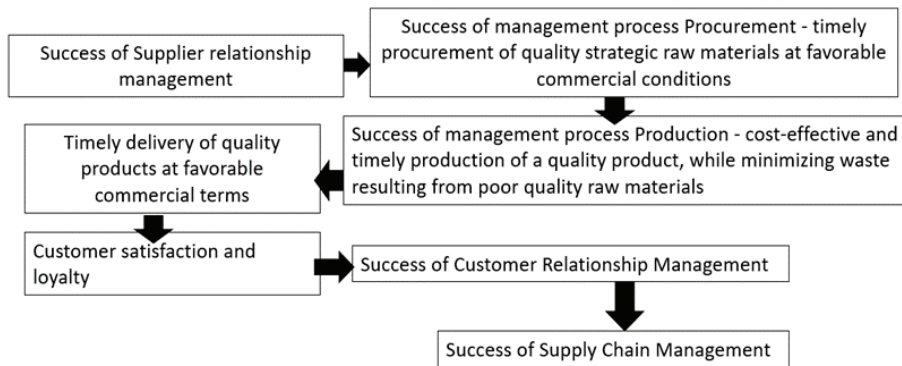 Success of Supplier relationship
management
Success of management process Procurement - timely
procurement of quality strategic raw materials at favorable
commercial conditions
Success of management process Production - cost-effective and
timely production of a quality product, while minimizing waste
resulting from poor quality raw materials
Timely delivery of quality
products at favorable
commercial terms
Customer satisfaction and
loyalty
Success of Customer Relationship Management
Success of Supply Chain Management